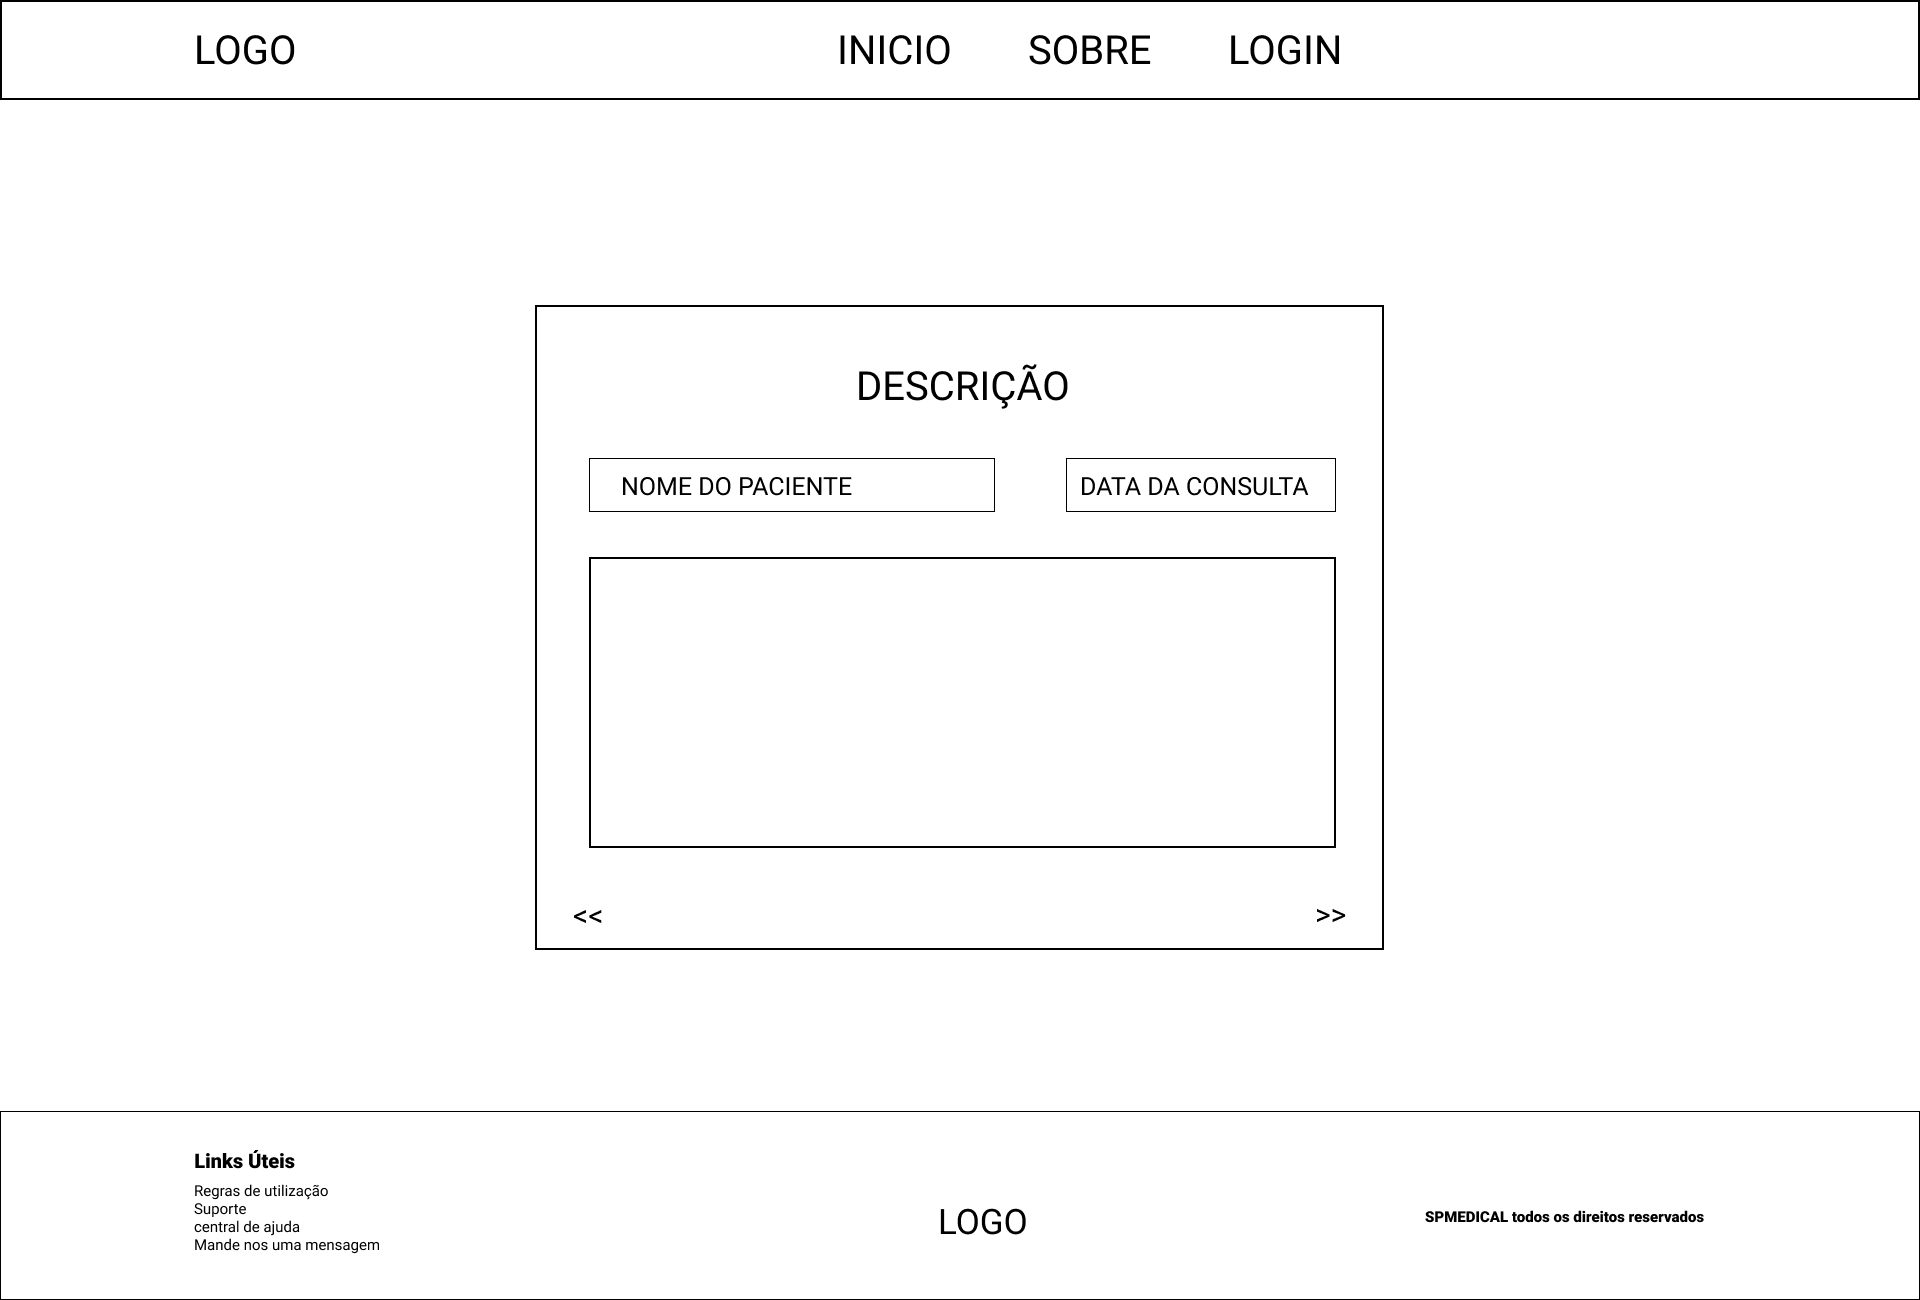 LOGO
INICIO
SOBRE
LOGIN
DESCRIÇÃO
NOME DO PACIENTE
DATA DA CONSULTA
<<
>>
Links Úteis
Regras de utilização
Suporte
central de ajuda
Mande nos uma mensagem
LOGO
SPMEDICAL todos os direitos reservados